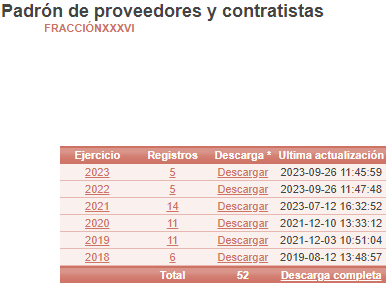 Padrón de proveedores y contratistas
FRACCIÓNXXXVI
Ejercicio Registros Descarga * Ultima actualización
2023 5 Descargar 2023-09-26 11:45:59
2022 5 Descargar 2023-09-26 11:47:48
2021 14 Descargar 2023-07-12 16:32:52
2020 11 Descargar 2021-12-10 13:33:12
2019 11 Descargar 2021-12-03 10:51:04
2018 6 Descargar 2019-08-12 13:48:57
Total 52 Descarga completa